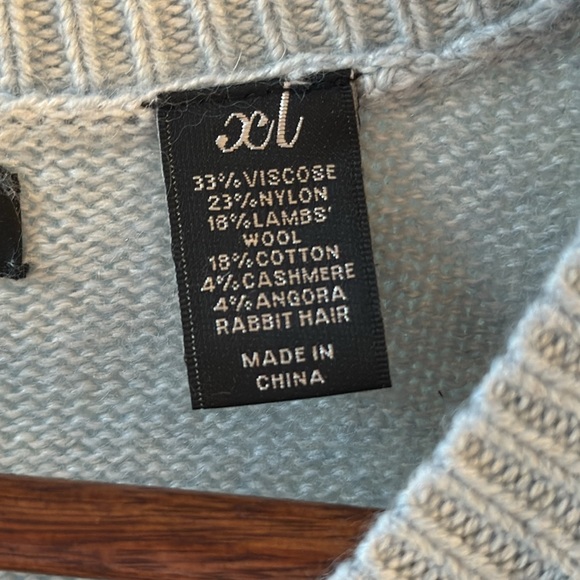 xl
33% VISCOSE
23% NYLON
18% LAMBS'
WOOL
18% COTTON
4% CASHMERE
4% ANGORA
RABBIT HAIR
MADE IN
CHINA